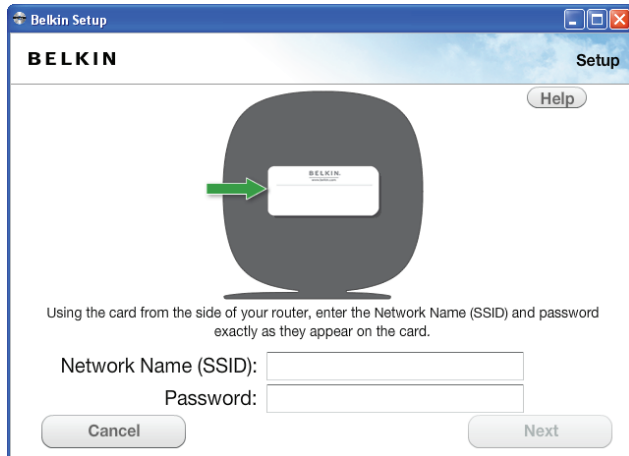 Belkin Setup
BELKIN
Setup
Help
BELKIN.
Using the card from the side of your router, enter the Network Name (SSID) and password
exactly as they appear on the card.
Network Name (SSID):
Password:
Cancel
Next